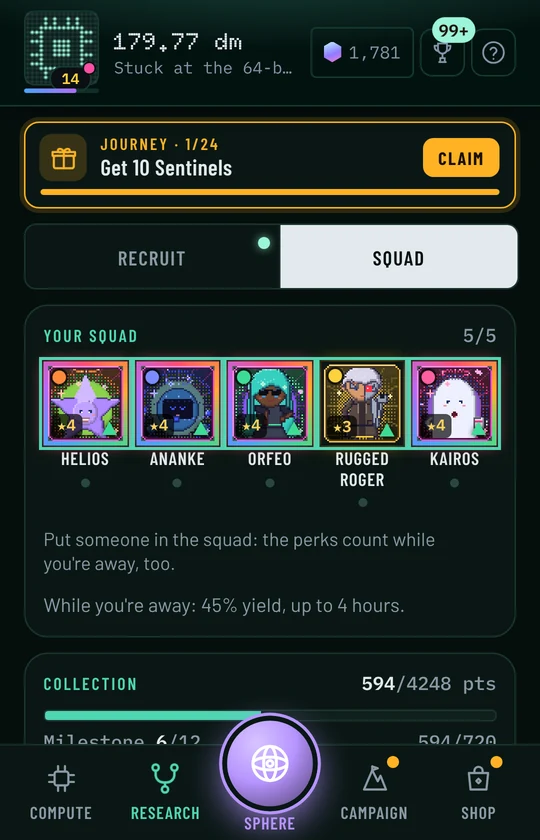 99+
179.77 dm
1,781
Stuck at the 64-b…
14
JOURNEY · 1/24
Get 10 Sentinels
CLAIM
RECRUIT
SQUAD
YOUR SQUAD
5/5
★4
★4
★4
★3
★4
HELIOS
ANANKE
ORFEO
RUGGED
ROGER
KAIROS
Put someone in the squad: the perks count while
you're away, too.
While you're away: 45% yield, up to 4 hours.
COLLECTION
594/4248 pts
Milestone 6/12
594/720
COMPUTE
RESEARCH
SPHERE
CAMPAIGN
SHOP